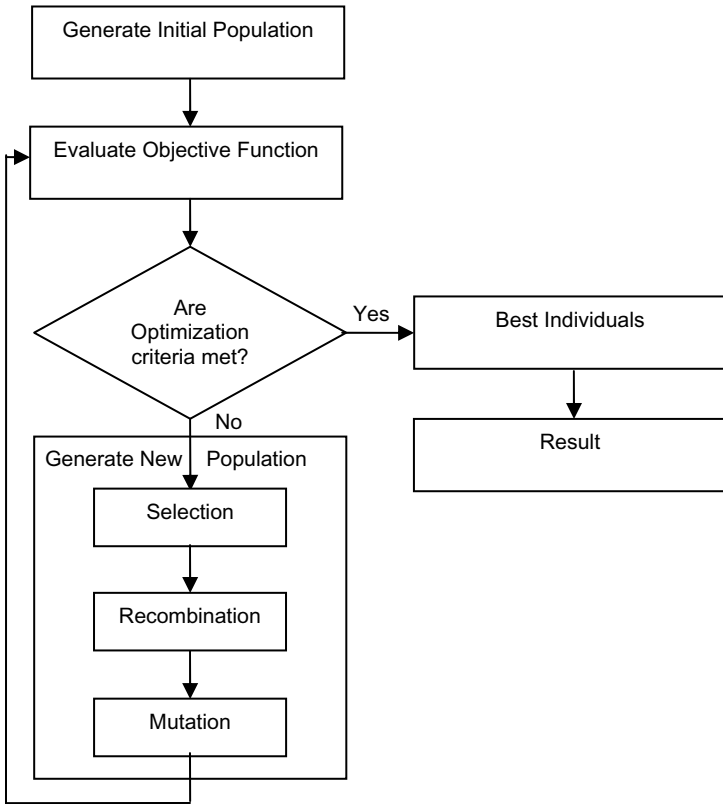 Generate Initial Population
Evaluate Objective Function
Are
Optimization
criteria met?
Yes
Best Individuals
No
Result
Generate New Population
Selection
Recombination
Mutation